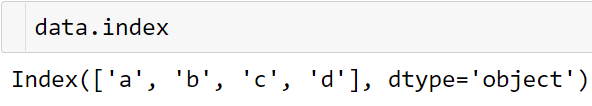 data.index
Index(['a', 'b', 'c', 'd'], dtype='object')